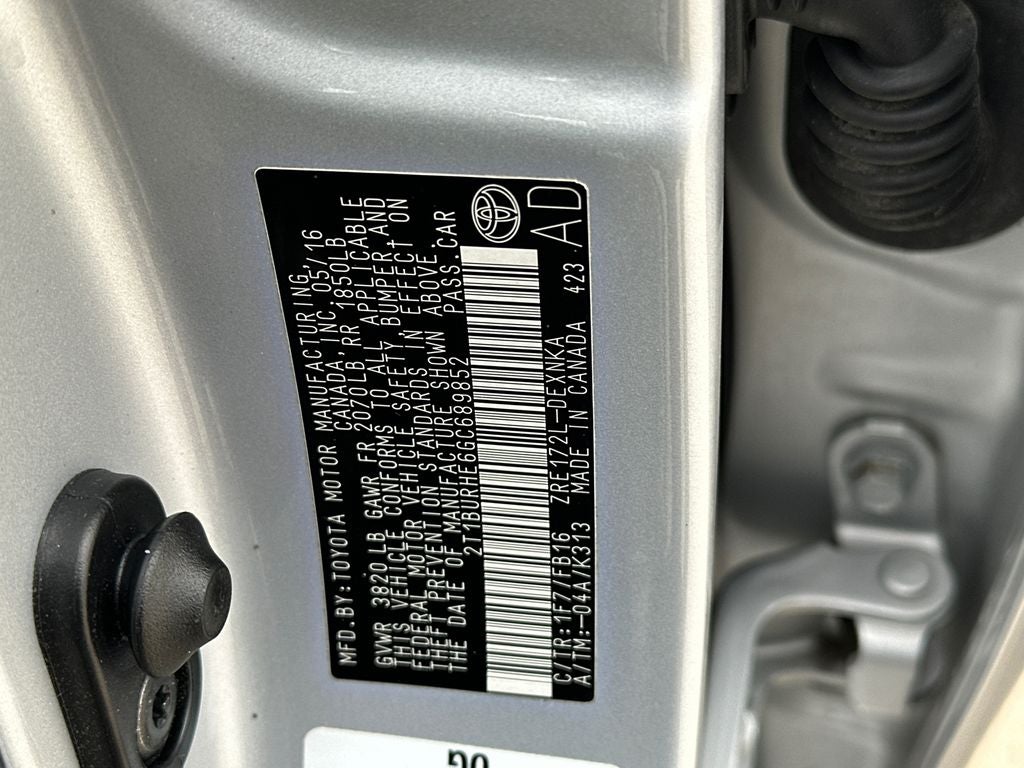 MFD.BY:TOYOTA MOTOR MANUFACTURING,
CANADA, INC. 05/16
GVWR 3820LB GAWR FR 2070LB,RR 1850LB
THIS VEHICLE CONFORMS TO ALL APPLICABLE
FEDERAL MOTOR VEHICLE SAFETY, BUMPER AND
THEFT PREVENTION STANDARDS IN EFFECT ON
THE DATE OF MANUFACTURE SHOWN ABOVE.
2T1BURHE6GC689852 PASS.CAR
C/TR:1F7/FB16 ZRE172L-DEXNKA
A/TM:-04A/K313 MADE IN CANADA 423
AD